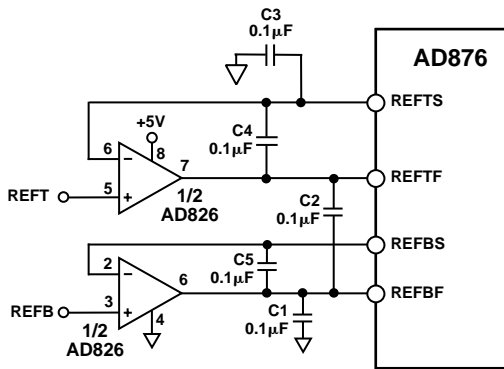 C3
0.1µF
AD876
REFTS
+5V
C4
0.1µF
6
8
7
REFTF
REFT
5
1/2
AD826
C2
0.1µF
REFBS
2
C5
0.1µF
6
REFBF
REFB
3
4
C1
0.1µF
1/2
AD826